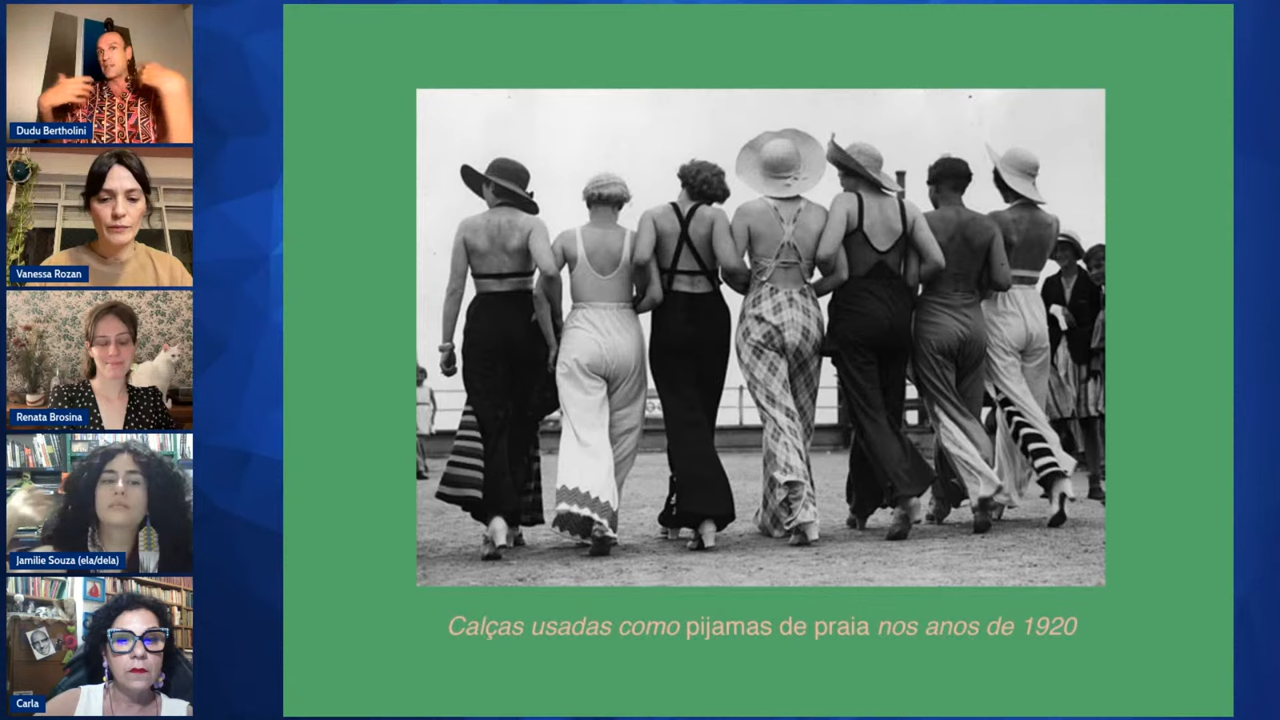 Dudu Bertholini
Vanessa Rozan
Renata Brosina
Jamilie Souza (ela/dela)
Carla
Calças usadas como pijamas de praia nos anos de 1920